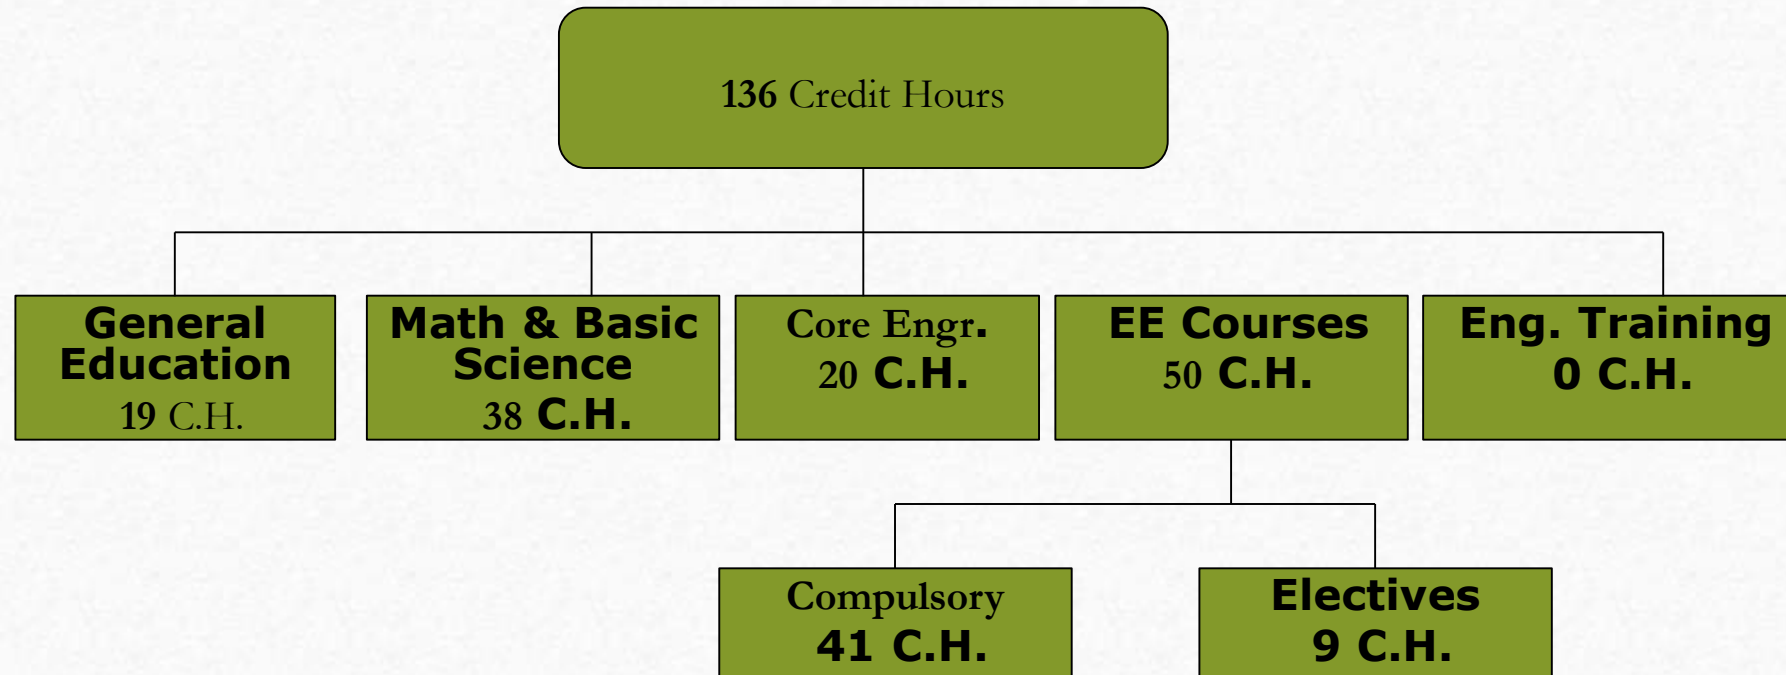 136 Credit Hours
General
Education
19 C.H.
Math & Basic
Science
38 C.H.
Core Engr.
20 C.H.
EE Courses
50 C.H.
Eng. Training
0 C.H.
Compulsory
41 C.H.
Electives
9 C.H.